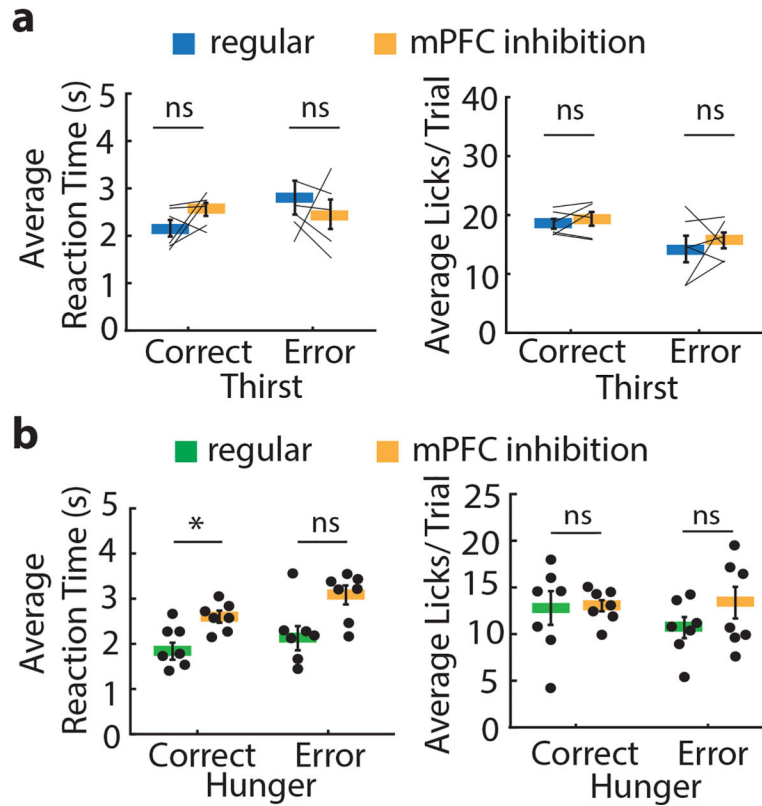 a
regular mPFC inhibition
Average
Reaction Time (s)
5
4
3
2
1
0
ns ns
Correct Error
Thirst
Average Licks/ Trial
40
30
20
10
0
ns ns
Correct Error
Thirst
b
regular mPFC inhibition
Average
Reaction Time (s)
5
4
3
2
1
0
* ns
Correct Error
Hunger
Average Licks/ Trial
25
20
15
10
5
0
ns ns
Correct Error
Hunger